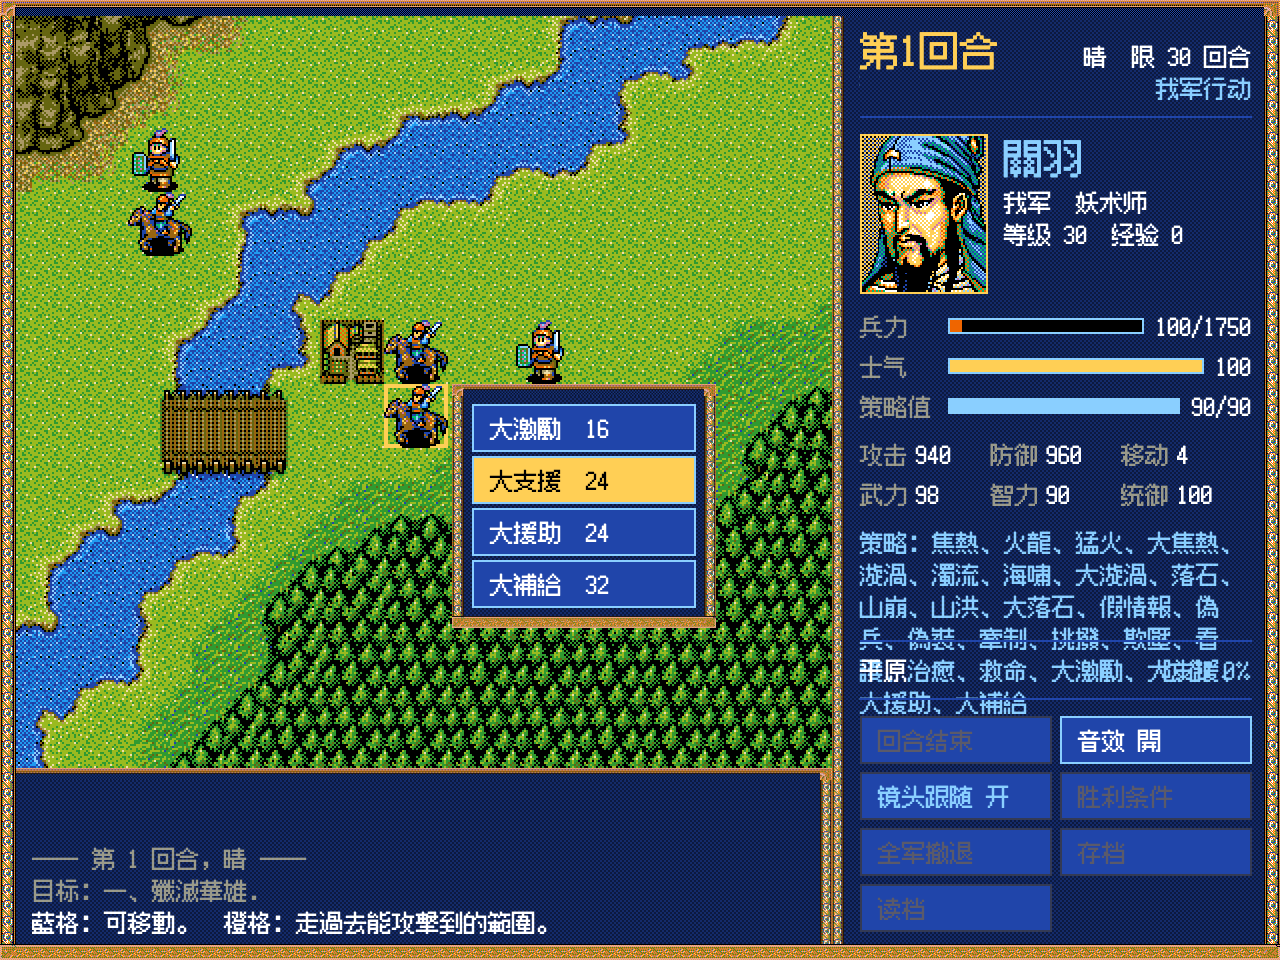 第1回合
晴 限 30 回合
我军行动
關羽
我军 妖术师
等级 30 经验 0
兵力 100/1750
士气 100
策略值 90/90
攻击 940 防御 960 移动 4
武力 98 智力 90 统御 100
策略：焦熱、火龍、猛火、大焦熱、
漩渦、濁流、海嘯、大漩渦、落石、
山崩、山洪、大落石、假情報、偽
兵、偽裝、牽制、挑撥、欺壓、看
平原治癒、救命、大激勵、0%
大援助、大補給
大激勵 16
大支援 24
大援助 24
大補給 32
回合结束 音效 開
镜头跟随 开 胜利条件
全军撤退 存档
读档
—— 第 1 回合，晴 ——
目标：一、殲滅華雄．
藍格：可移動。 橙格：走過去能攻擊到的範圍。